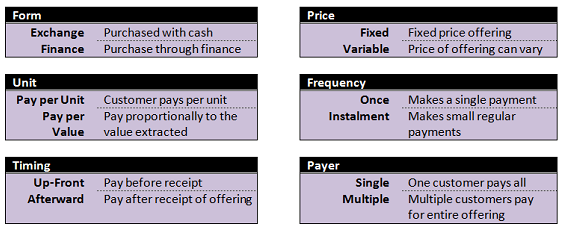 Form
Exchange Purchased with cash
Finance Purchase through finance
Price
Fixed Fixed price offering
Variable Price of offering can vary
Unit
Pay per Unit Customer pays per unit
Pay per Pay proportionally to the
Value value extracted
Frequency
Once Makes a single payment
Instalment Makes small regular
payments
Timing
Up-Front Pay before receipt
Afterward Pay after receipt of offering
Payer
Single One customer pays all
Multiple Multiple customers pay
for entire offering